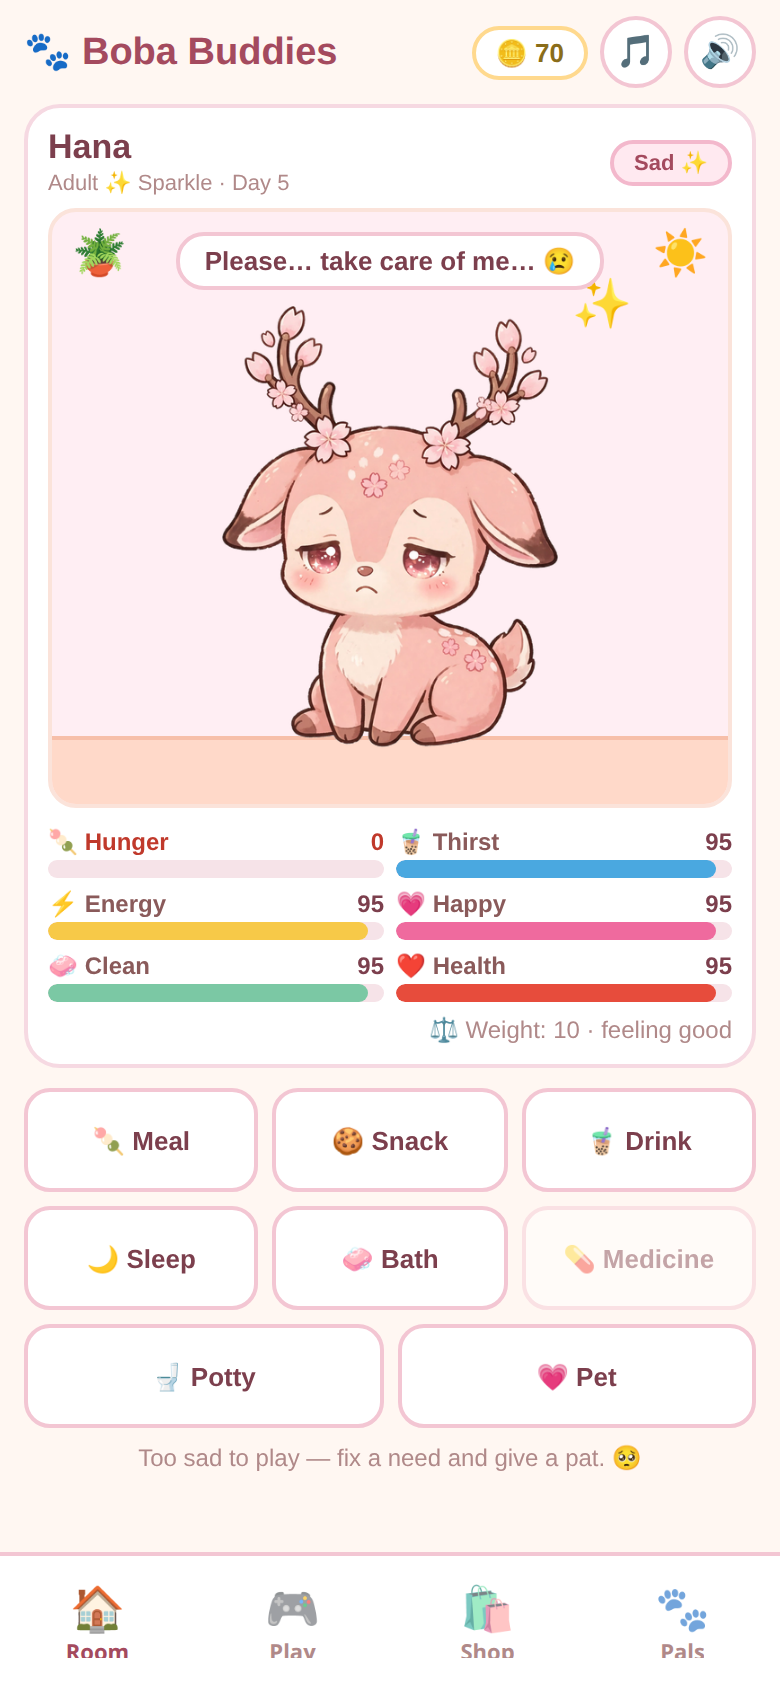 🐾 Boba Buddies
🪙 70
🎵 🔊
Hana
Adult ✨ Sparkle · Day 5
Sad ✨
Please… take care of me… 😢
🍡 Hunger 0
🧋 Thirst 95
⚡ Energy 95
💗 Happy 95
🧼 Clean 95
❤️ Health 95
⚖️ Weight: 10 · feeling good
🍡 Meal
🍪 Snack
🧋 Drink
🌙 Sleep
🧼 Bath
💊 Medicine
🚽 Potty
💗 Pet
Too sad to play — fix a need and give a pat. 🥺
Room
Play
Shop
Pals